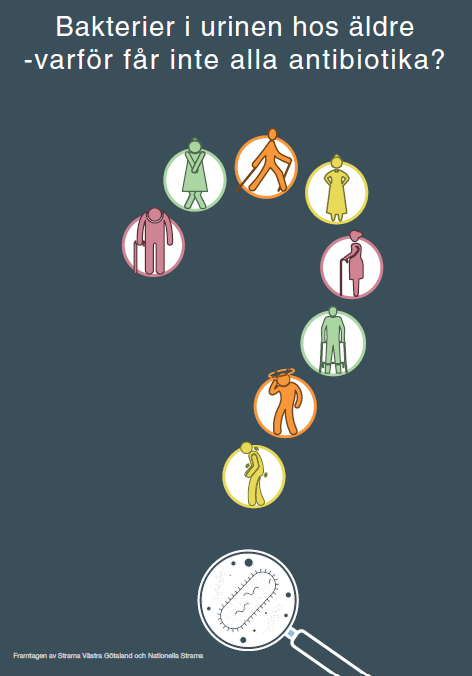 Bakterier i urinen hos äldre
-varför får inte alla antibiotika?
Framtagen av Strama Västra Götaland och Nationella Strama